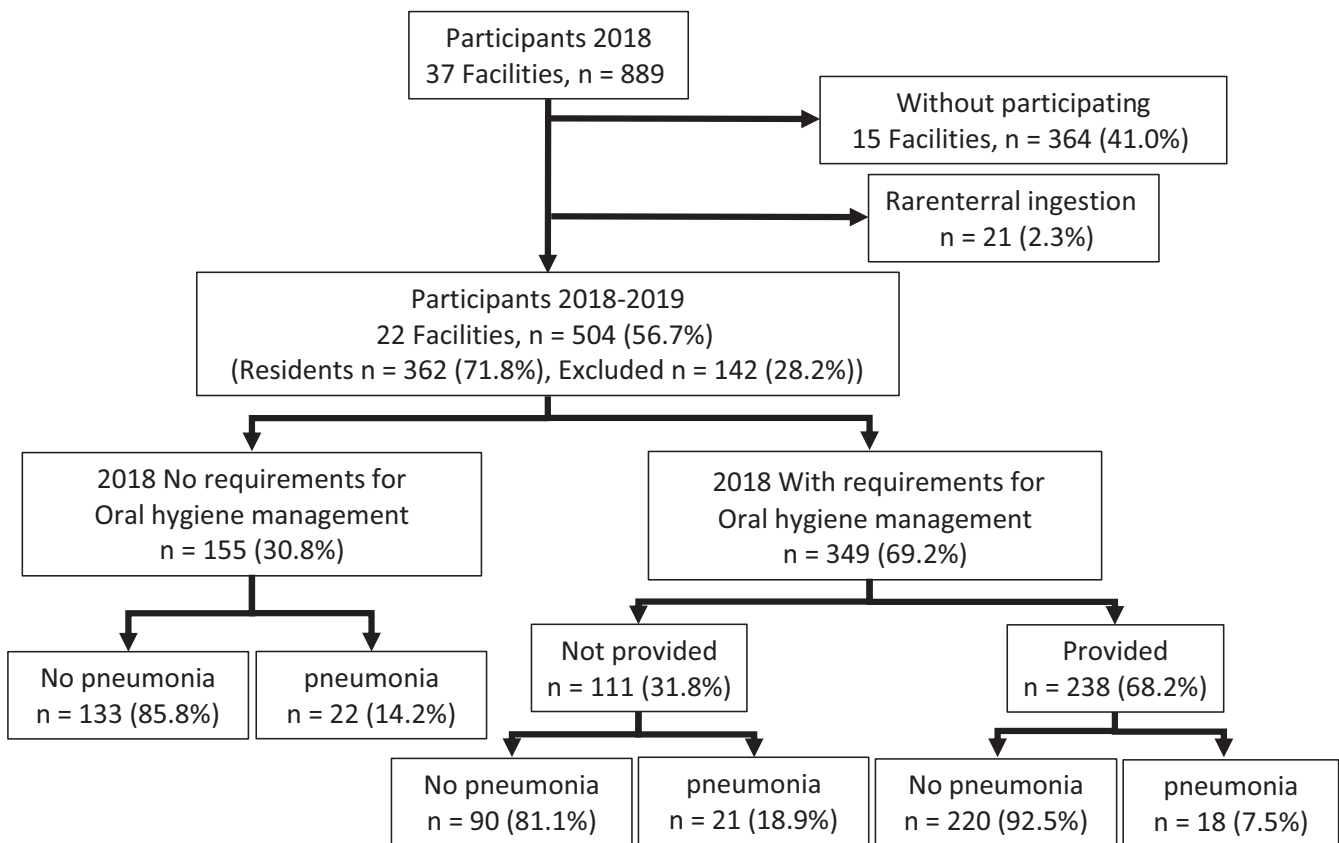 Participants 2018
37 Facilities, n = 889
Without participating
15 Facilities, n = 364 (41.0%)
Rarenterral ingestion
n = 21 (2.3%)
Participants 2018-2019
22 Facilities, n = 504 (56.7%)
(Residents n = 362 (71.8%), Excluded n = 142 (28.2%))
2018 No requirements for
Oral hygiene management
n = 155 (30.8%)
2018 With requirements for
Oral hygiene management
n = 349 (69.2%)
No pneumonia
n = 133 (85.8%)
pneumonia
n = 22 (14.2%)
Not provided
n = 111 (31.8%)
Provided
n = 238 (68.2%)
No pneumonia
n = 90 (81.1%)
pneumonia
n = 21 (18.9%)
No pneumonia
n = 220 (92.5%)
pneumonia
n = 18 (7.5%)